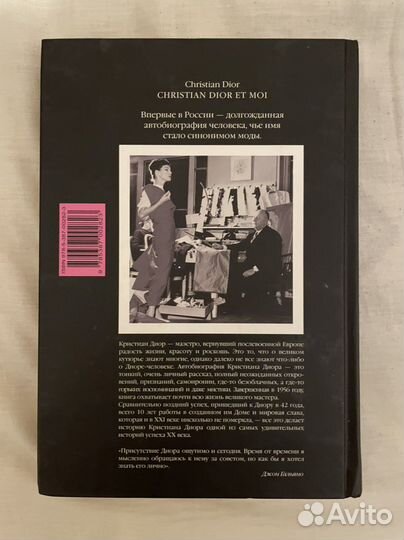 Christian Dior
CHRISTIAN DIOR ET MOI
Впервые в России — долгожданная
автобиография человека, чье имя
стало синонимом моды.
Кристиан Диор — маэстро, вернувший послевоенной Европе
радость жизни, красоту и роскошь. Это то, что о великом
кутюрье знают многие, однако далеко не все знают что-либо
о Диоре-человеке. Автобиография Кристиана Диора — это
тонкий, очень личный рассказ, полный неожиданных откро-
вений, признаний, самоиронии, где-то безоблачных, а где-то
горьких воспоминаний и даже мистики. Завершенная в 1956 году,
книга охватывает почти всю жизнь великого мастера.
Сравнительно поздний успех, пришедший к Диору в 42 года,
всего 10 лет работы в созданном им Доме и мировая слава,
которая и в XXI веке нисколько не померкла, — все это делает
историю Кристиана Диора одной из самых удивительных
историй успеха XX века.
«Присутствие Диора ощутимо и сегодня. Время от времени я
мысленно обращаюсь к нему за советом, но как бы я хотел
знать его лично».
Джон Гальяно
Avito